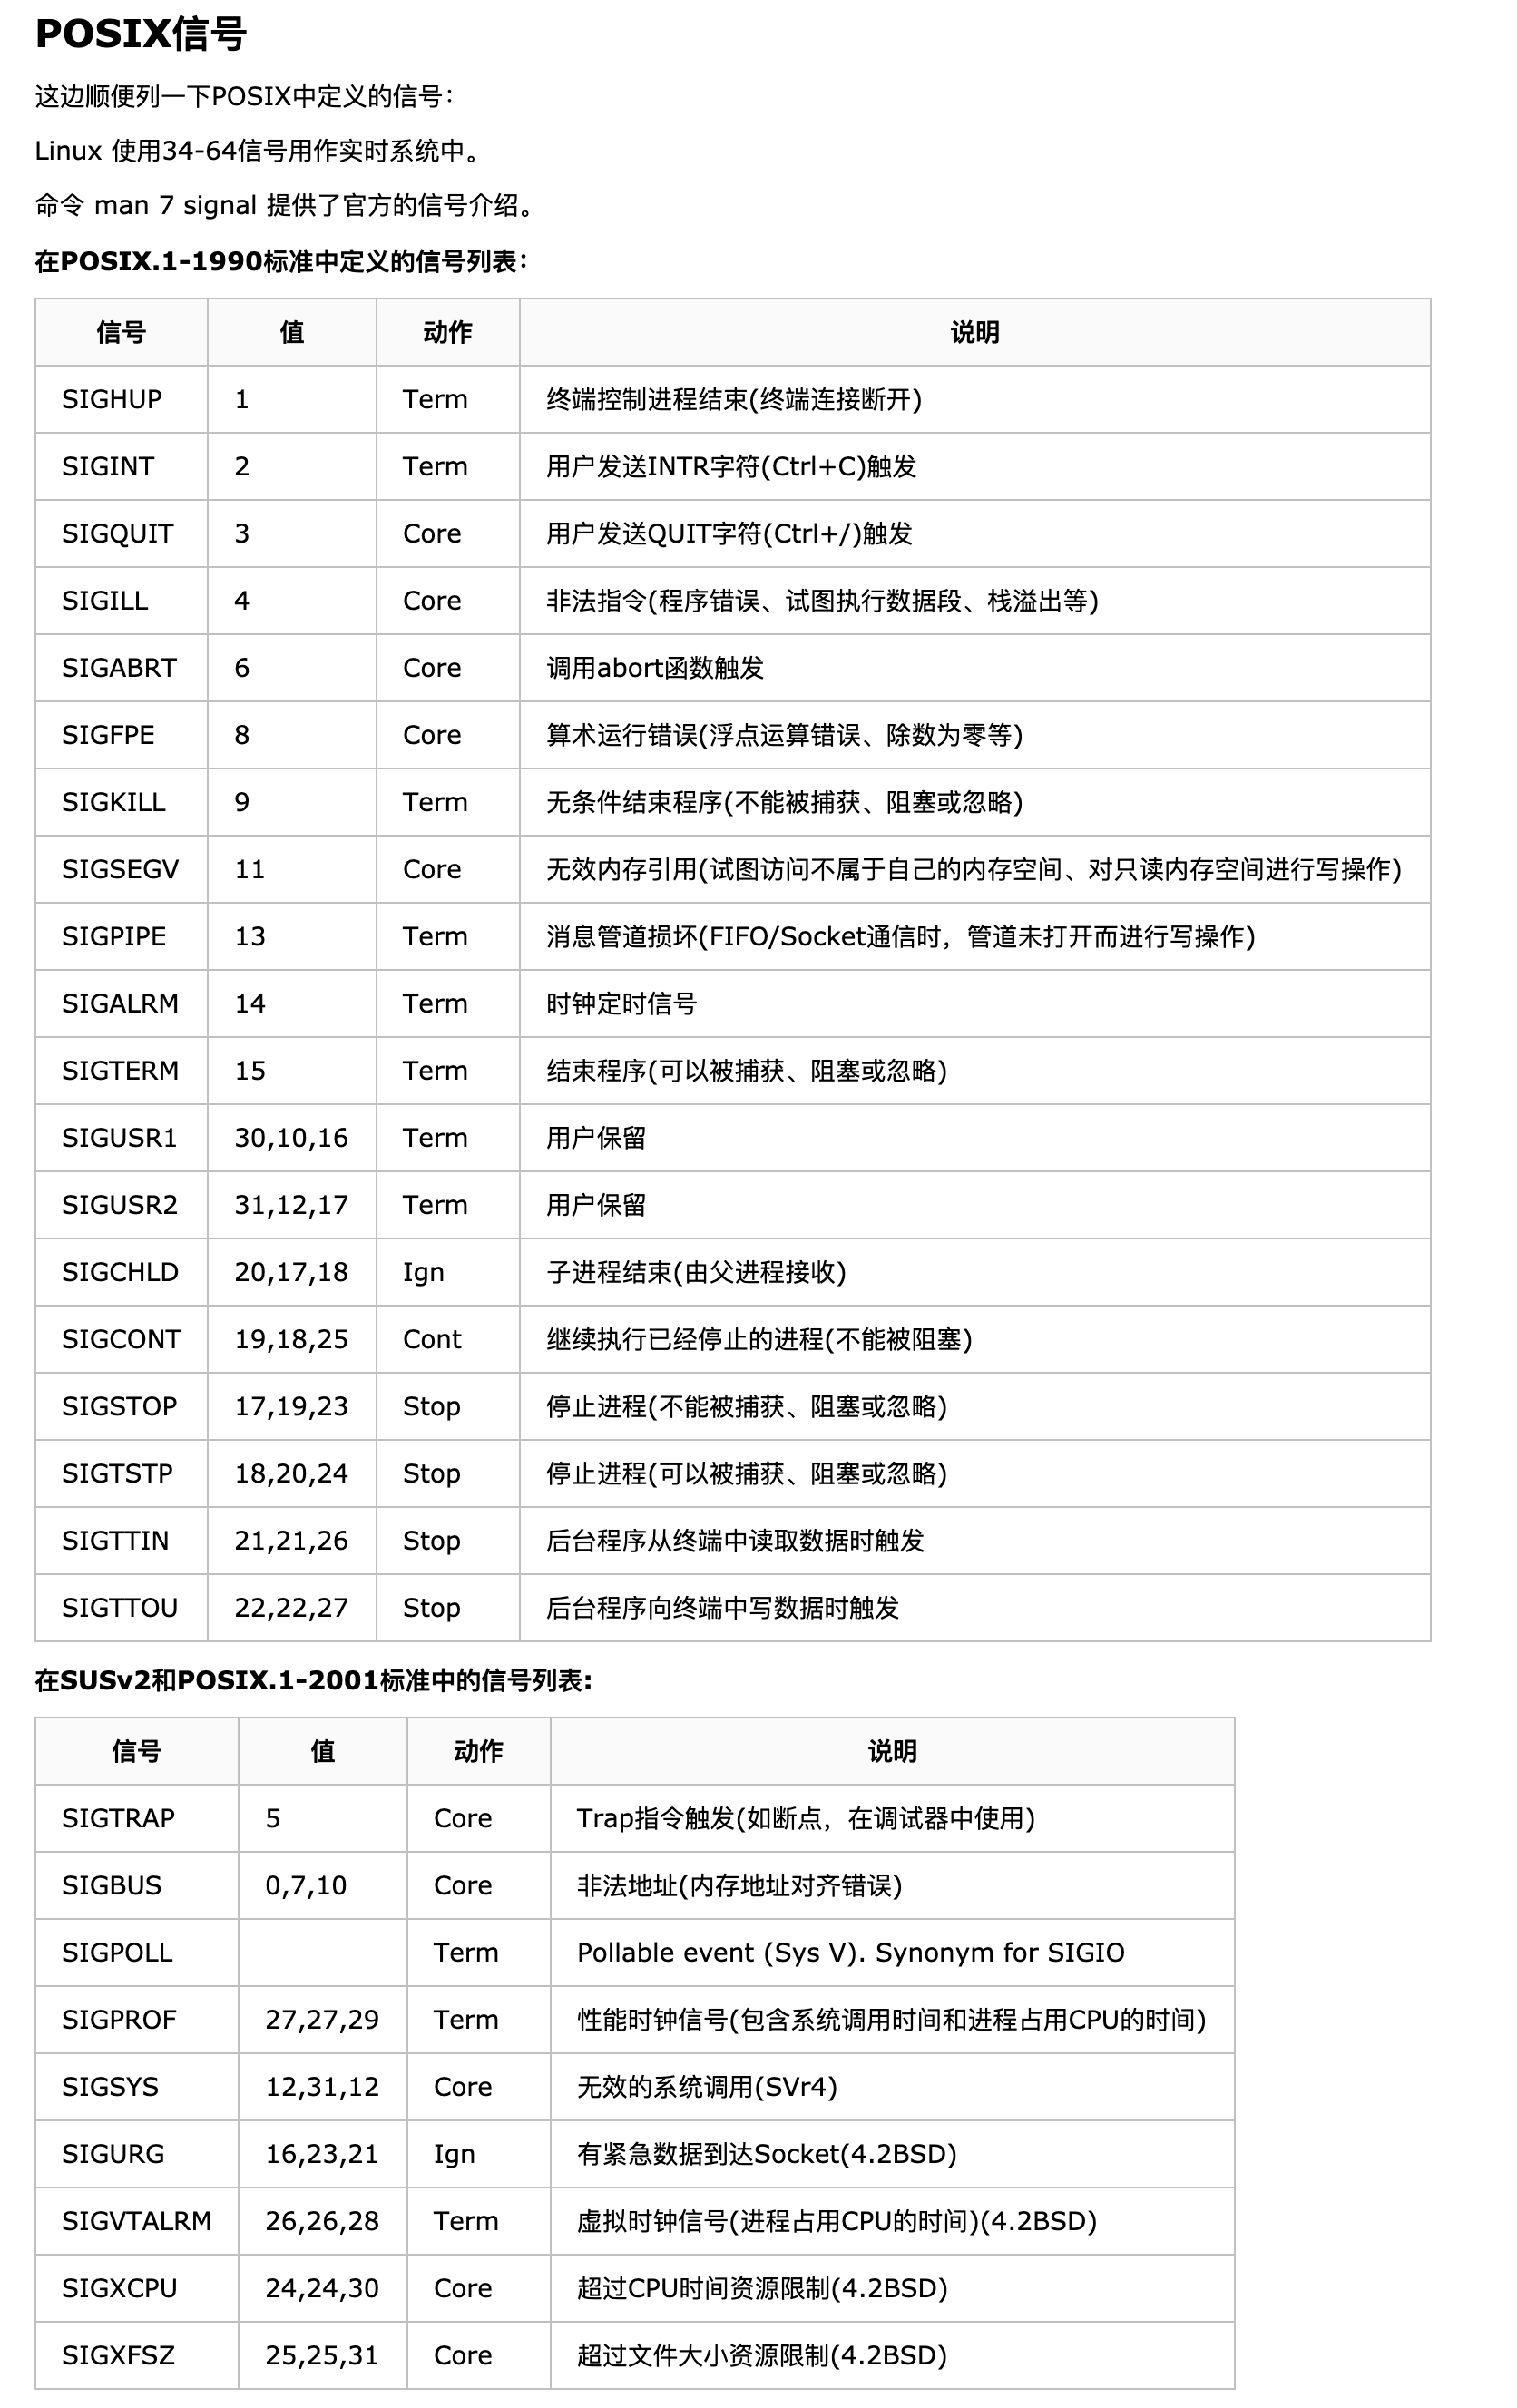 POSIX信号
这边顺便列一下POSIX中定义的信号：
Linux 使用34-64信号用作实时系统中。
命令 man 7 signal 提供了官方的信号介绍。
在POSIX.1-1990标准中定义的信号列表：
信号 值 动作 说明
SIGHUP 1 Term 终端控制进程结束(终端连接断开)
SIGINT 2 Term 用户发送INTR字符(Ctrl+C)触发
SIGQUIT 3 Core 用户发送QUIT字符(Ctrl+/)触发
SIGILL 4 Core 非法指令(程序错误、试图执行数据段、栈溢出等)
SIGABRT 6 Core 调用abort函数触发
SIGFPE 8 Core 算术运行错误(浮点运算错误、除数为零等)
SIGKILL 9 Term 无条件结束程序(不能被捕获、阻塞或忽略)
SIGSEGV 11 Core 无效内存引用(试图访问不属于自己的内存空间、对只读内存空间进行写操作)
SIGPIPE 13 Term 消息管道损坏(FIFO/Socket通信时，管道未打开而进行写操作)
SIGALRM 14 Term 时钟定时信号
SIGTERM 15 Term 结束程序(可以被捕获、阻塞或忽略)
SIGUSR1 30,10,16 Term 用户保留
SIGUSR2 31,12,17 Term 用户保留
SIGCHLD 20,17,18 Ign 子进程结束(由父进程接收)
SIGCONT 19,18,25 Cont 继续执行已经停止的进程(不能被阻塞)
SIGSTOP 17,19,23 Stop 停止进程(不能被捕获、阻塞或忽略)
SIGTSTP 18,20,24 Stop 停止进程(可以被捕获、阻塞或忽略)
SIGTTIN 21,21,26 Stop 后台程序从终端中读取数据时触发
SIGTTOU 22,22,27 Stop 后台程序向终端中写数据时触发
在SUSv2和POSIX.1-2001标准中的信号列表:
信号 值 动作 说明
SIGTRAP 5 Core Trap指令触发(如断点，在调试器中使用)
SIGBUS 0,7,10 Core 非法地址(内存地址对齐错误)
SIGPOLL Term Pollable event (Sys V). Synonym for SIGIO
SIGPROF 27,27,29 Term 性能时钟信号(包含系统调用时间和进程占用CPU的时间)
SIGSYS 12,31,12 Core 无效的系统调用(SVr4)
SIGURG 16,23,21 Ign 有紧急数据到达Socket(4.2BSD)
SIGVTALRM 26,26,28 Term 虚拟时钟信号(进程占用CPU的时间)(4.2BSD)
SIGXCPU 24,24,30 Core 超过CPU时间资源限制(4.2BSD)
SIGXFSZ 25,25,31 Core 超过文件大小资源限制(4.2BSD)